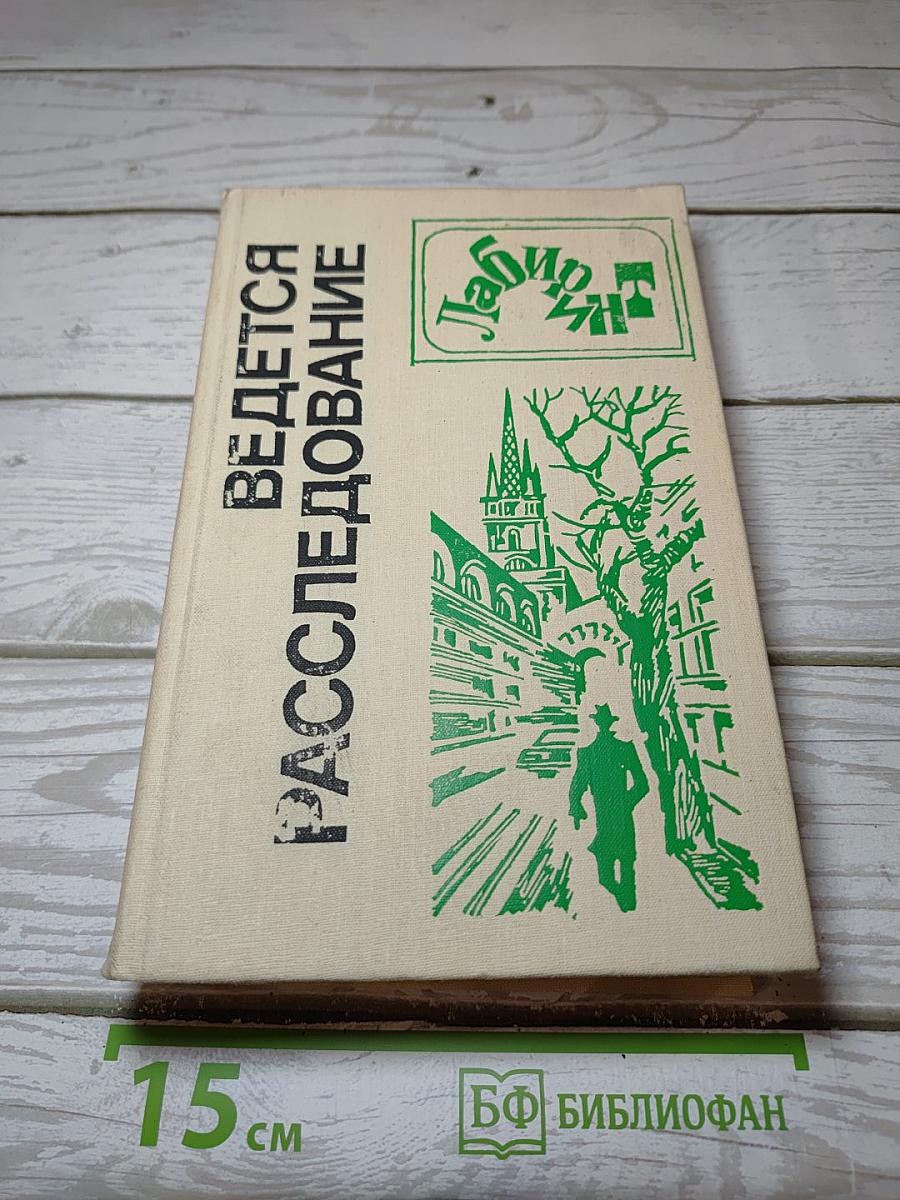 ВЕДЕТСЯ
РАССЛЕДОВАНИЕ
Лабиринт
15 см
БФ БИБЛИОФАН